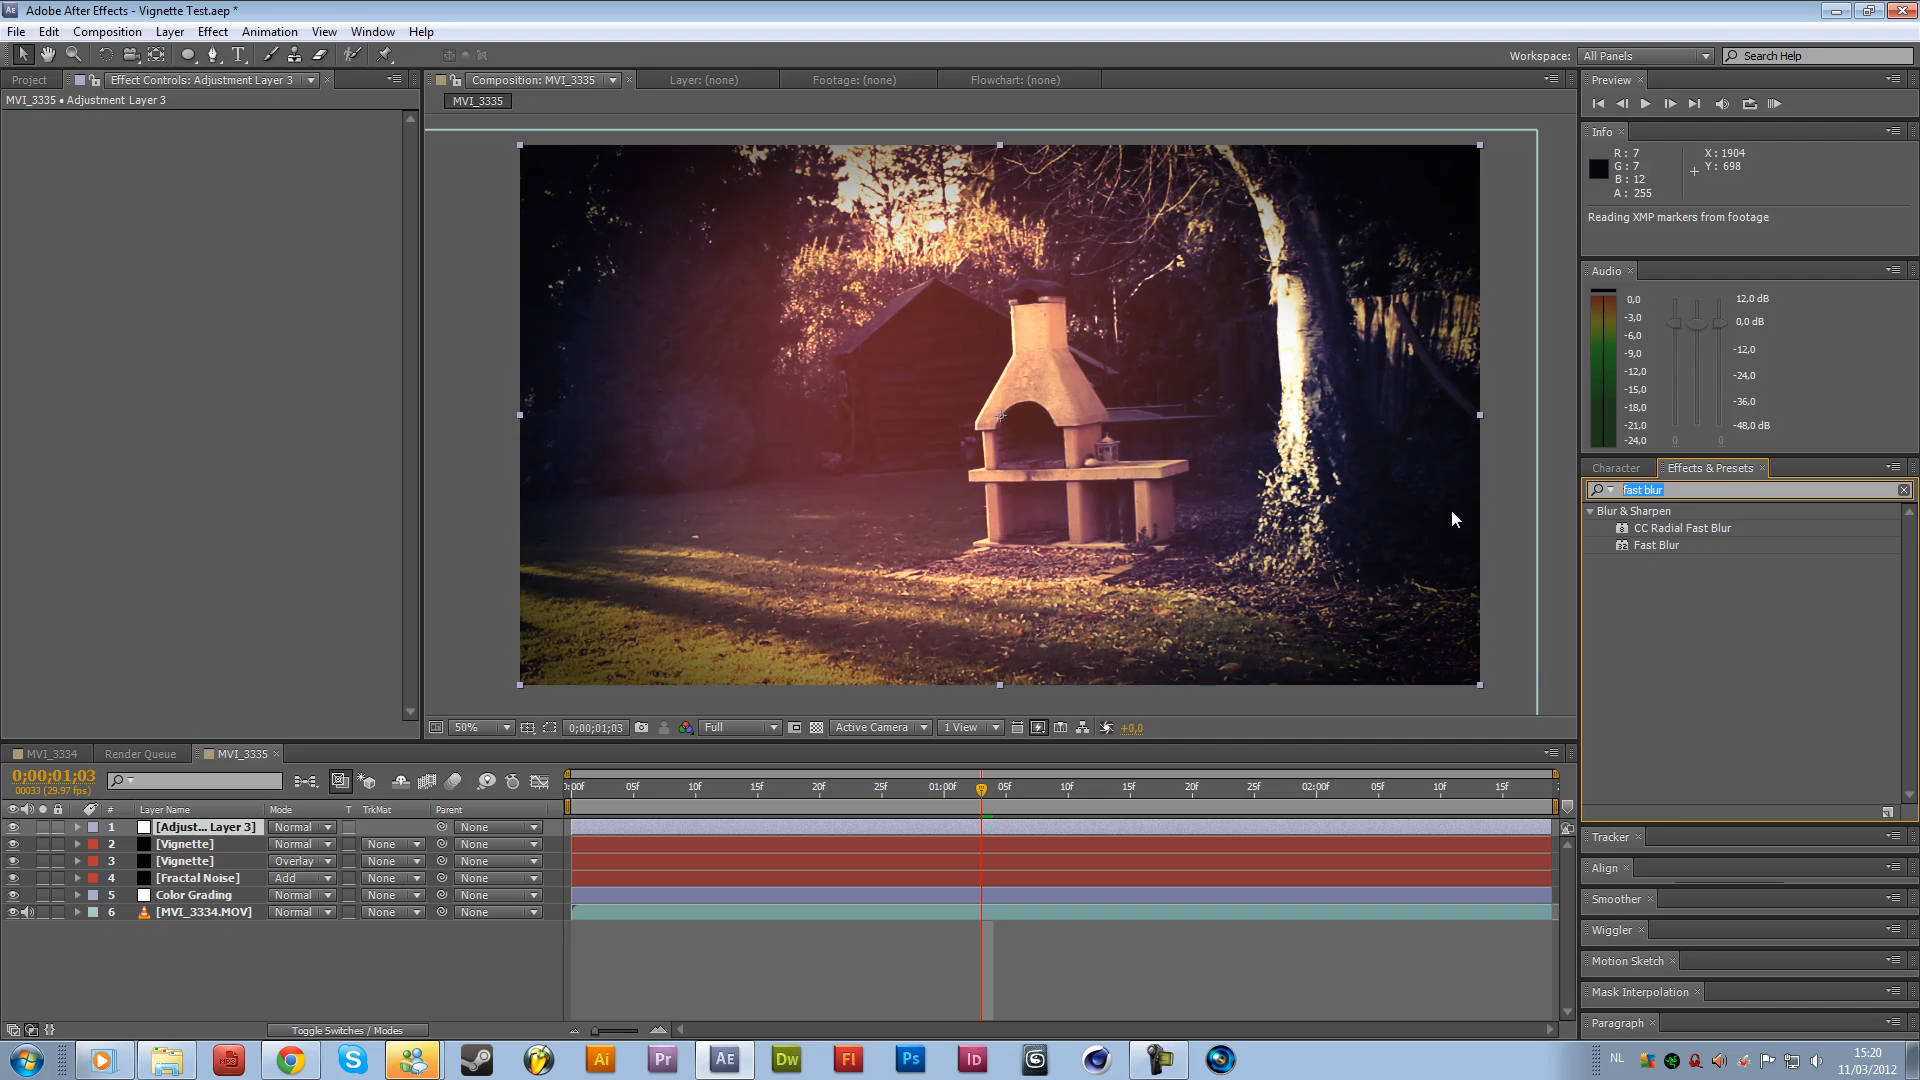 Adobe After Effects - Vignette Test.aep *
File Edit Composition Layer Effect Animation View Window Help
Workspace: All Panels Search Help
Project Effect Controls: Adjustment Layer 3 Composition: MVI_3335 Layer: (none) Footage: (none) Flowchart: (none) Preview
MVI_3335 • Adjustment Layer 3
MVI_3335
Info
R: 7 X: 1904
G: 7 Y: 698
B: 12
A: 255
Reading XMP markers from footage
Audio
0,0 12,0 dB
-3,0 0,0 dB
-6,0
-9,0 -12,0
-12,0
-15,0 -24,0
-18,0 -36,0
-21,0 -48,0 dB
-24,0 0 0
Character Effects & Presets
fast blur
Blur & Sharpen
CC Radial Fast Blur
Fast Blur
50% 0;00;01;03 Full Active Camera 1 View +0,0
MVI_3334 Render Queue MVI_3335
0;00;01;03
00033 (29.97 fps)
0:00f 05f 10f 15f 20f 25f 01:00f 05f 10f 15f 20f 25f 02:00f 05f 10f 15f
# Layer Name Mode T TrkMat Parent
1 [Adjust... Layer 3] Normal None
2 [Vignette] Normal None None
3 [Vignette] Overlay None None
4 [Fractal Noise] Add None None
5 Color Grading Normal None None
6 [MVI_3334.MOV] Normal None None
Toggle Switches / Modes
Tracker
Align
Smoother
Wiggler
Motion Sketch
Mask Interpolation
Paragraph
MP3 Ai Pr AE Dw Fl Ps Id
NL 15:20
11/03/2012